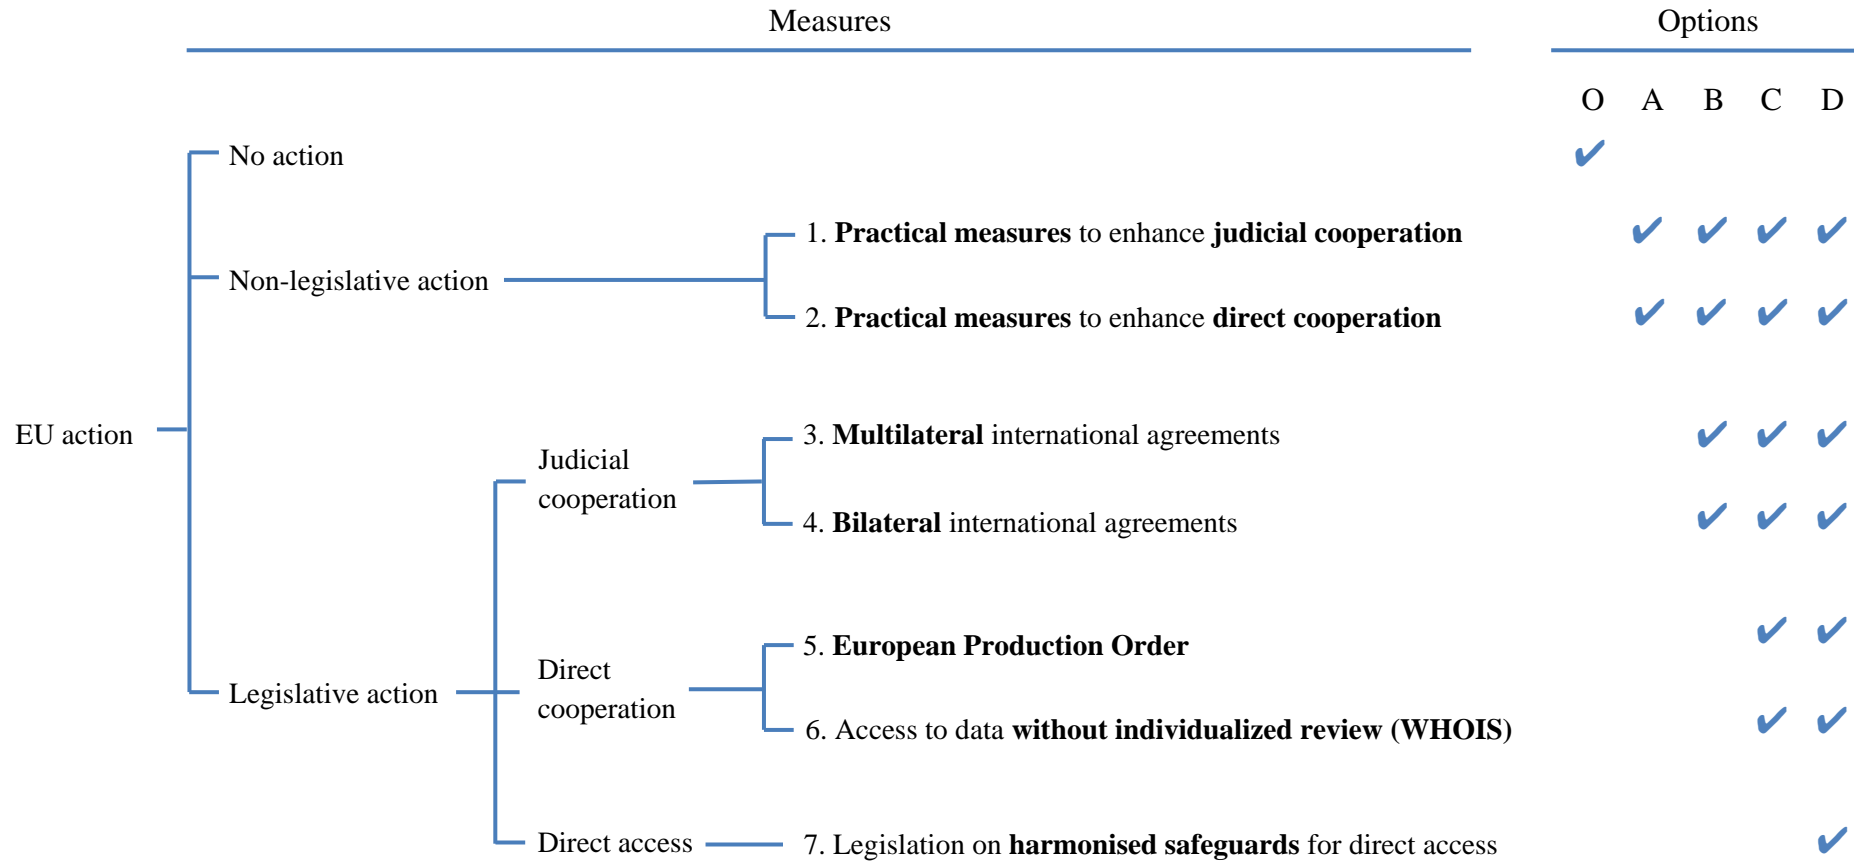 Measures Options
O A B C D
No action ✔
1. Practical measures to enhance judicial cooperation ✔ ✔ ✔ ✔
Non-legislative action
2. Practical measures to enhance direct cooperation ✔ ✔ ✔ ✔
EU action
3. Multilateral international agreements ✔ ✔ ✔
Judicial
cooperation
4. Bilateral international agreements ✔ ✔ ✔
5. European Production Order ✔ ✔
Direct
cooperation
Legislative action
6. Access to data without individualized review (WHOIS) ✔ ✔
Direct access
7. Legislation on harmonised safeguards for direct access ✔